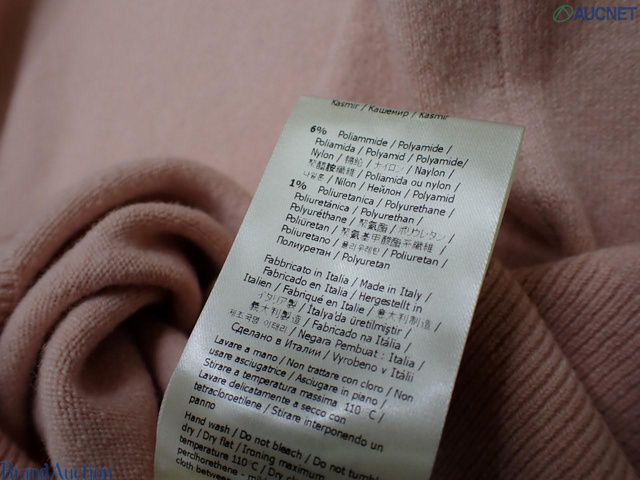 AUCNET
Kasmir / Кашемир / Kasmir
6% Poliammide / Polyamide /
Poliamida / Polyamid / Polyamide/
Nylon / 锦纶 / ナイロン / Naylon /
聚醯胺纖維 / Poliamida ou nylon /
나일론 / Nilon / Нейлон / Polyamid
1% Poliuretanica / Polyurethane /
Poliuretánica / Polyurethan /
Polyuréthane / 聚氨酯 / ポリウレタン /
Poliüretan / 聚氨基甲酸酯系纖維 /
Poliuretano / 폴리우레탄 / Poliuretan /
Полиуретан / Polyuretan
Fabbricato in Italia / Made in Italy /
Fabricado en Italia / Hergestellt in
Italien / Fabriqué en Italie / 意大利制造 /
イタリア製 / Italya'da üretilmiştir /
義大利製造 / Fabricado na Itália /
제조국명 이태리 / Negara Pembuat : Italia /
Сделано в Италии / Vyrobeno v Itálii
Lavare a mano / Non trattare con cloro / Non
usare asciugatrice / Asciugare in piano /
Stirare a temperatura massima 110 C /
Lavare delicatamente a secco con
tetracloroetilene / Stirare interponendo un
panno
Hand wash / Do not bleach / Do not tumble
dry / Dry flat / Ironing maximum
temperature 110 C / Dry
perchlorethene - mi
cloth between
Brand Auction